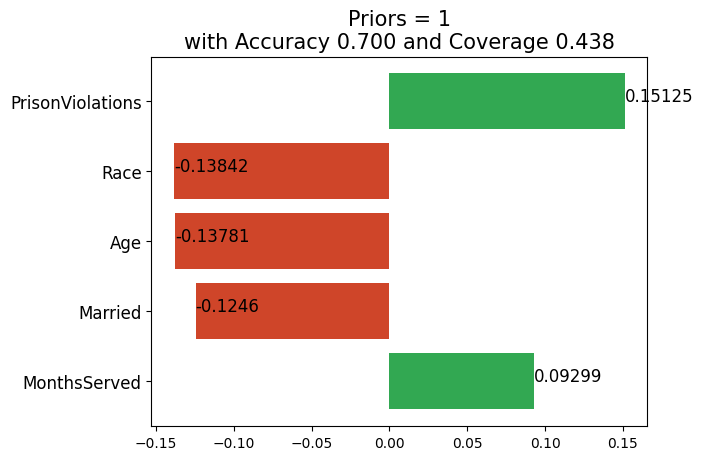 Priors = 1
with Accuracy 0.700 and Coverage 0.438
PrisonViolations
0.15125
Race
-0.13842
Age
-0.13781
Married
-0.1246
MonthsServed
0.09299
−0.15 −0.10 −0.05 0.00 0.05 0.10 0.15